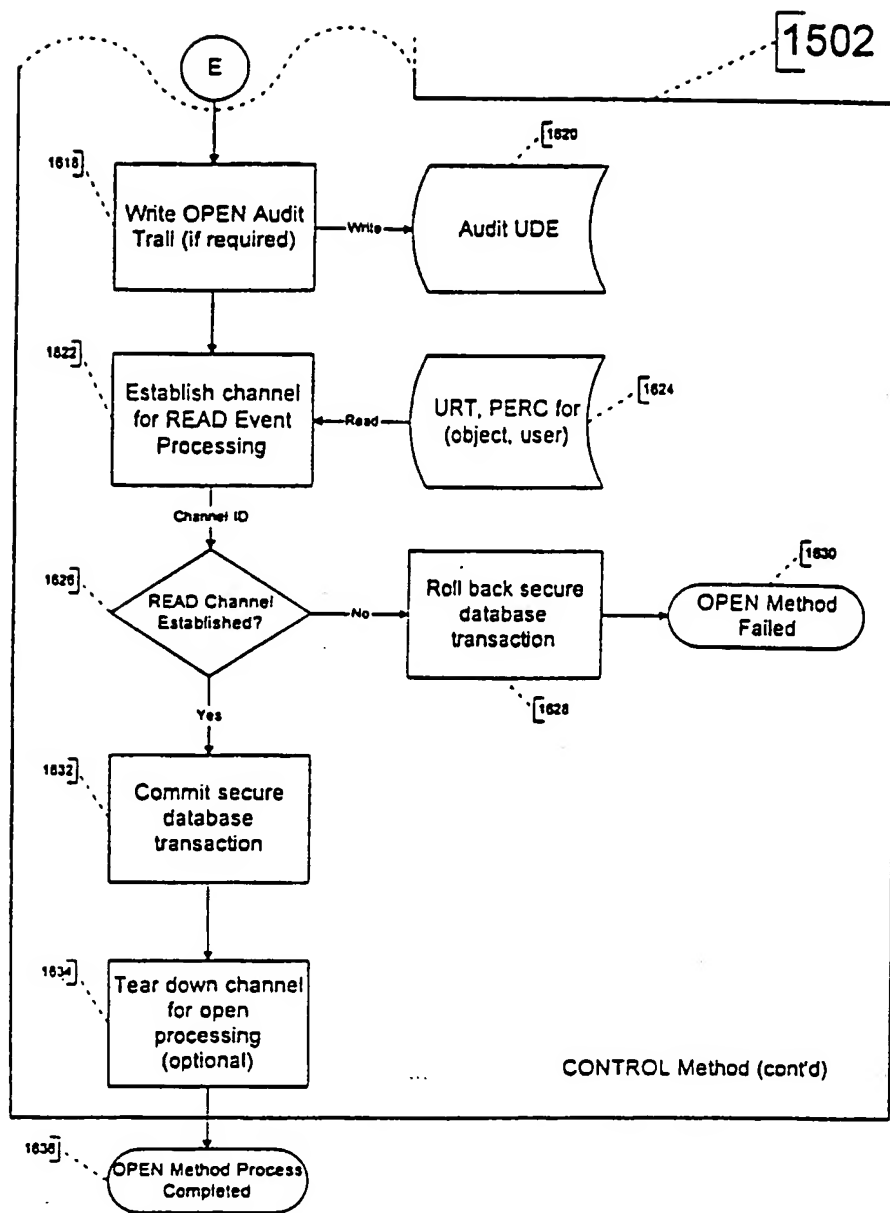 1502
E
1618
Write OPEN Audit
Trail (if required)
Write
1620
Audit UDE
1622
Establish channel
for READ Event
Processing
Read
URT, PERC for
(object, user)
1624
Channel ID
1626
READ Channel
Established?
No
Roll back secure
database
transaction
1628
1630
OPEN Method
Failed
Yes
1632
Commit secure
database
transaction
1634
Tear down channel
for open
processing
(optional)
...
CONTROL Method (cont'd)
1636
OPEN Method Process
Completed